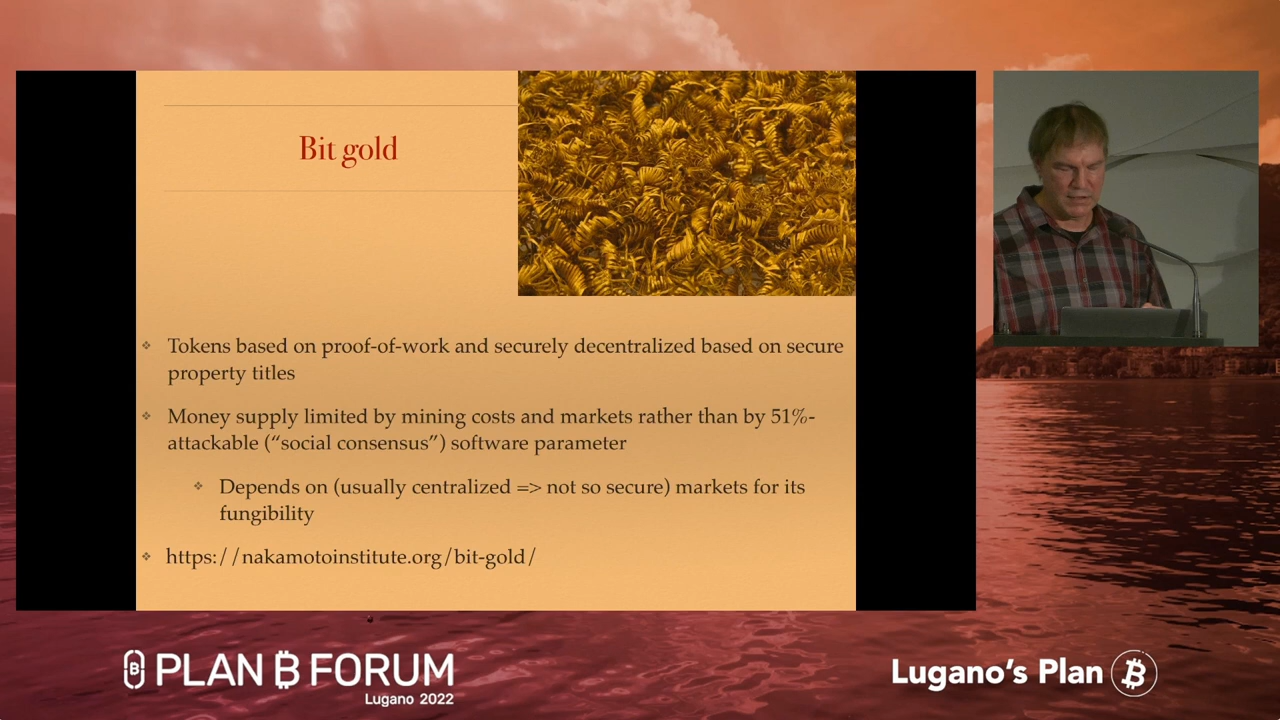 Bit gold
Tokens based on proof-of-work and securely decentralized based on secure
property titles
Money supply limited by mining costs and markets rather than by 51%-
attackable (“social consensus”) software parameter
Depends on (usually centralized => not so secure) markets for its
fungibility
https://nakamotoinstitute.org/bit-gold/
PLAN ₿ FORUM
Lugano 2022
Lugano’s Plan ₿